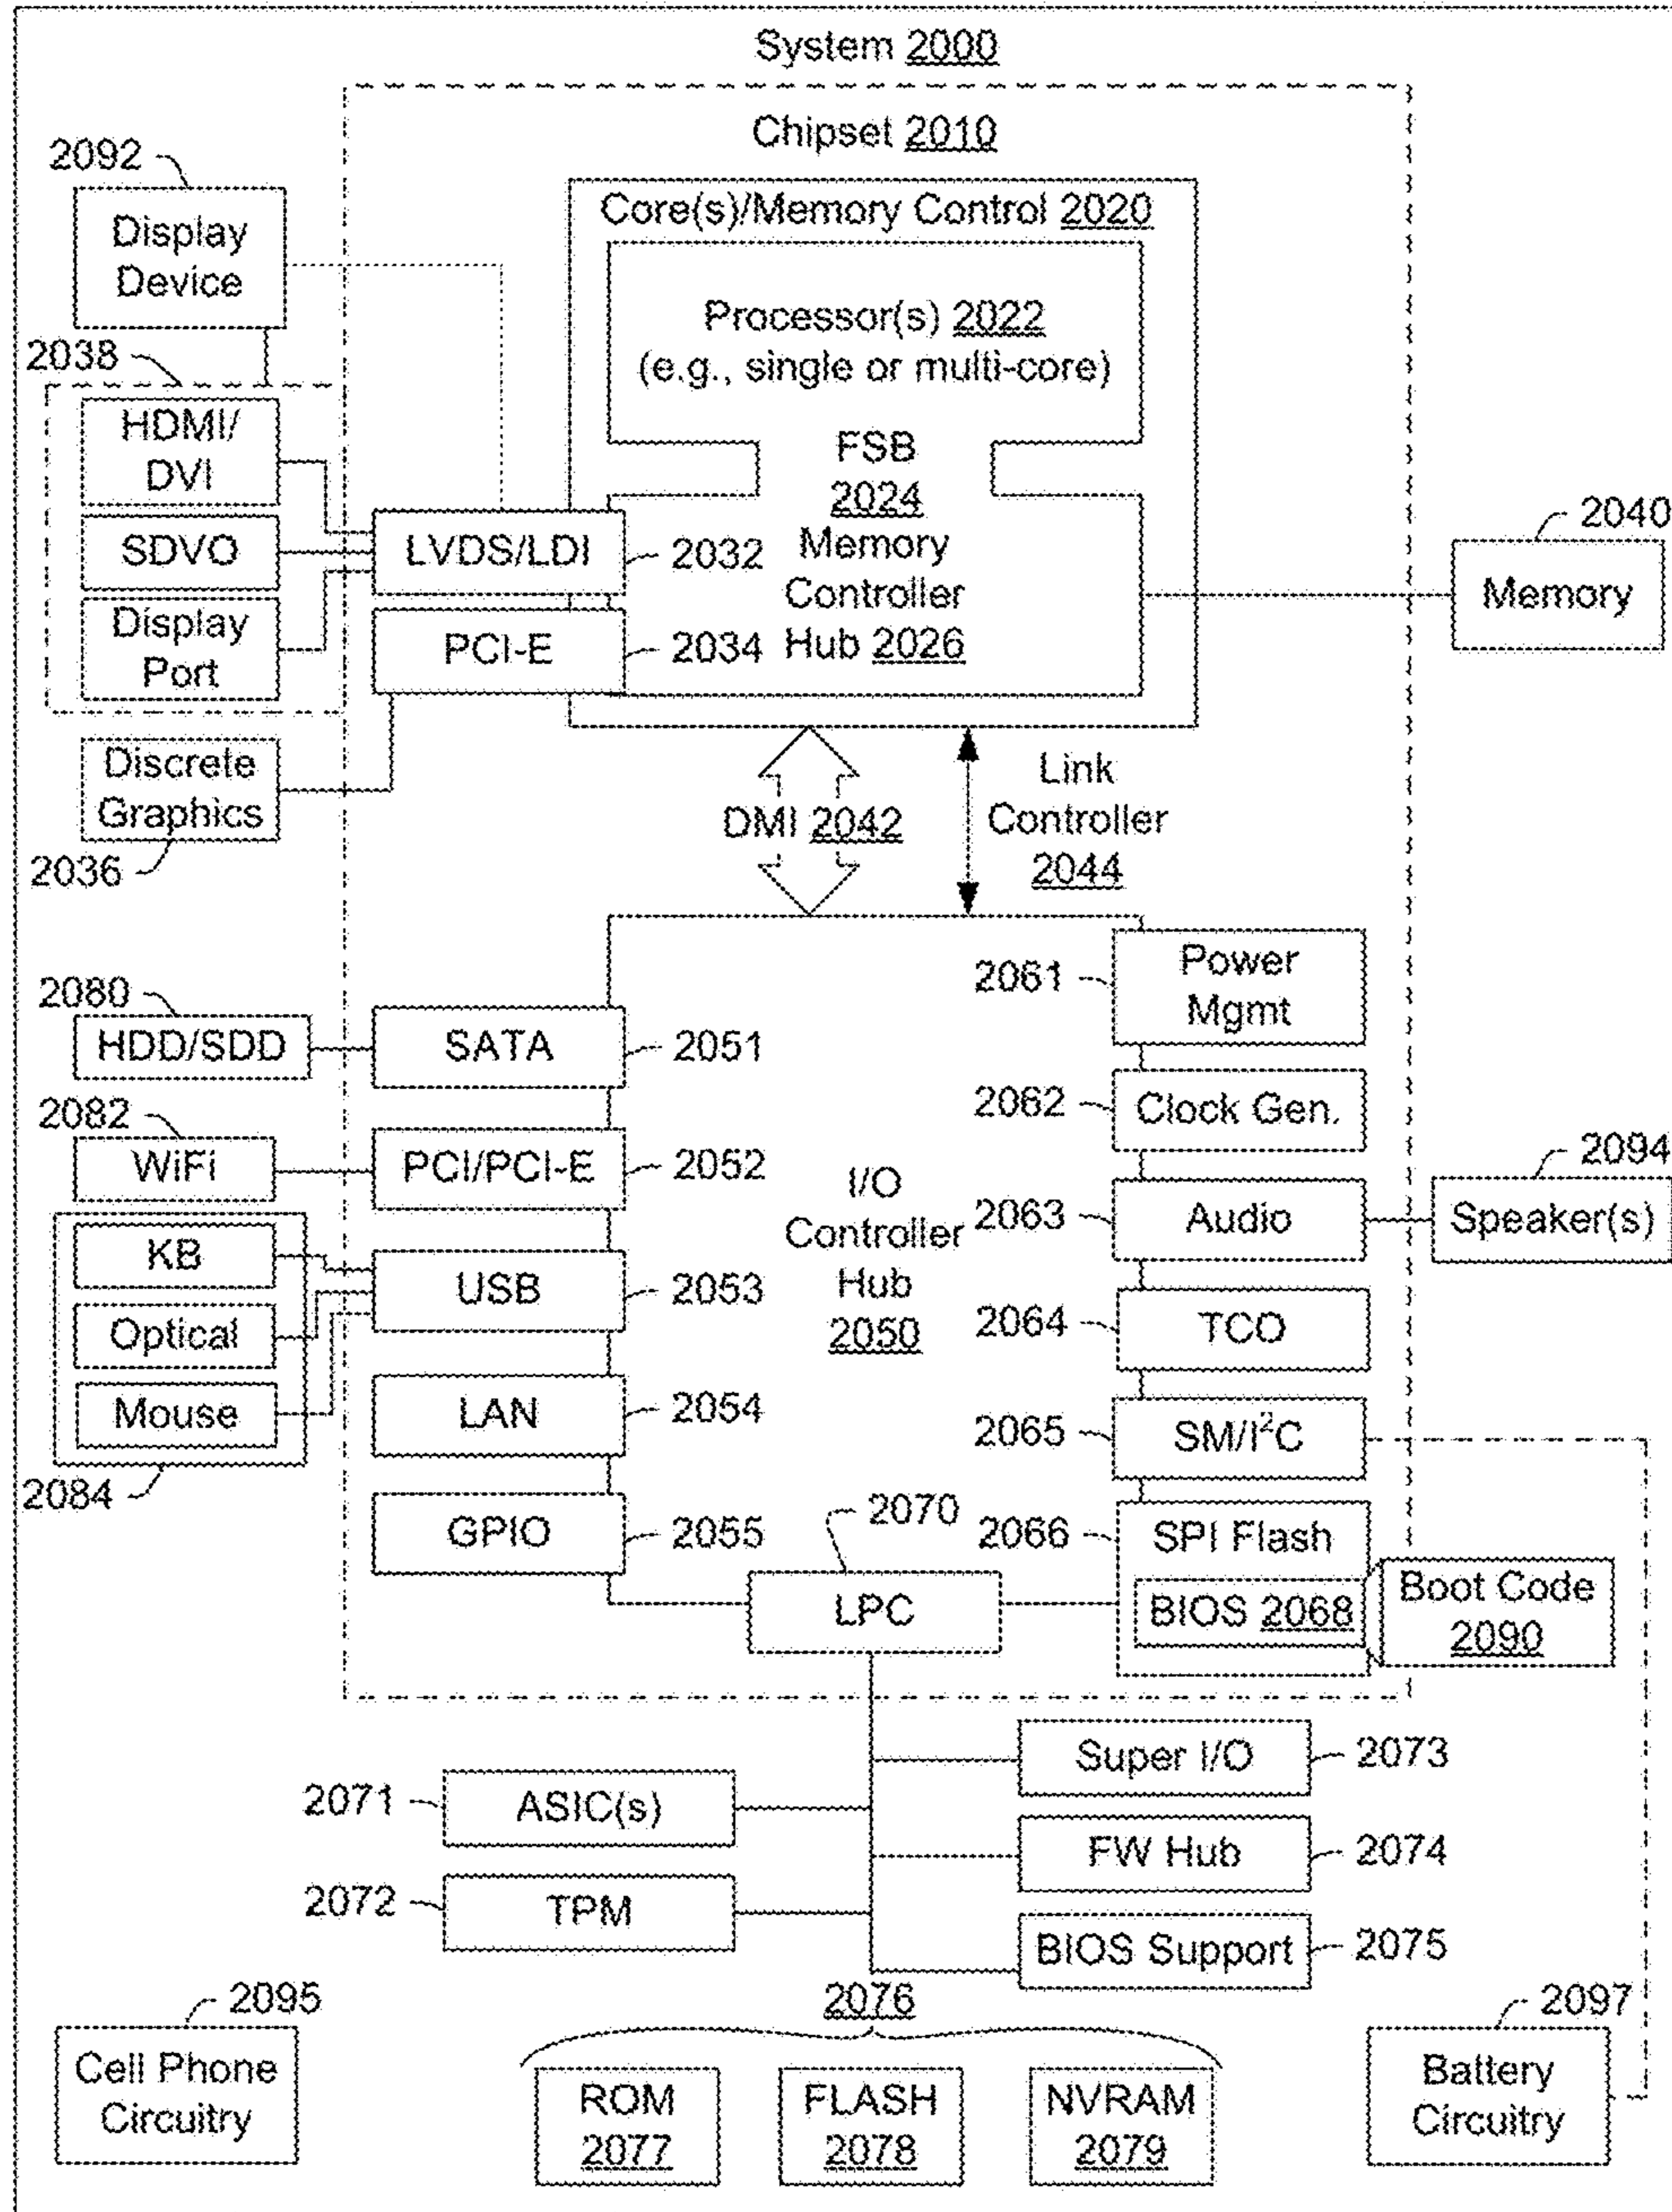 System 2000
Chipset 2010
2092
Display
Device
Core(s)/Memory Control 2020
Processor(s) 2022
(e.g., single or multi-core)
FSB
2024
Memory
Controller
Hub 2026
2038
HDMI/
DVI
SDVO
Display
Port
LVDS/LDI
2032
PCI-E
2034
2040
Memory
Discrete
Graphics
2036
DMI 2042
Link
Controller
2044
2080
HDD/SDD
SATA
2051
2082
WiFi
PCI/PCI-E
2052
KB
Optical
Mouse
2084
USB
2053
LAN
2054
GPIO
2055
I/O
Controller
Hub
2050
2061
Power
Mgmt
2062
Clock Gen.
2063
Audio
2094
Speaker(s)
2064
TCO
2065
SM/I²C
2066
SPI Flash
BIOS 2068
Boot Code
2090
2070
LPC
2071
ASIC(s)
2072
TPM
Super I/O
2073
FW Hub
2074
BIOS Support
2075
2095
Cell Phone
Circuitry
2076
ROM
2077
FLASH
2078
NVRAM
2079
2097
Battery
Circuitry